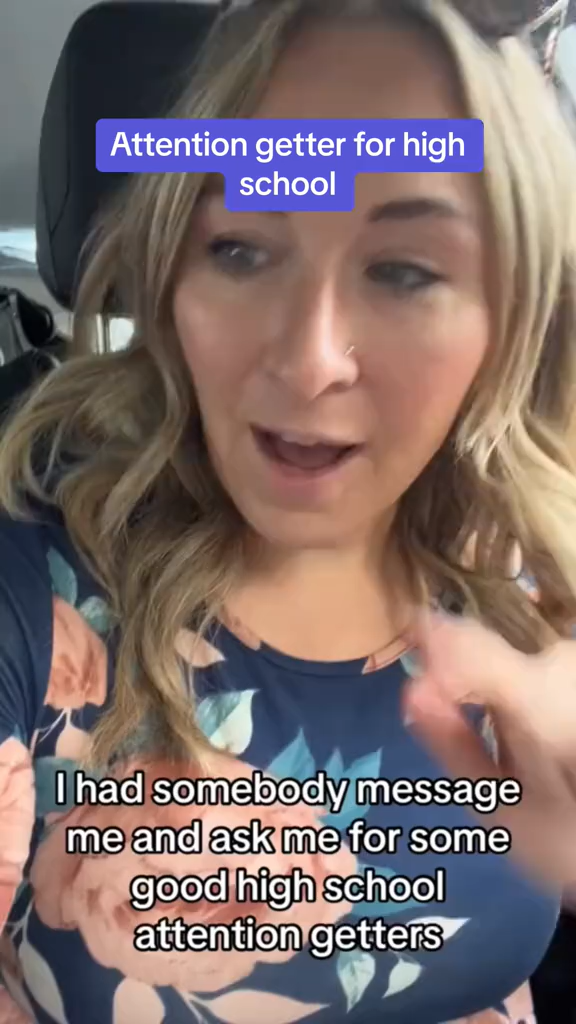 Attention getter for high
school
I had somebody message
me and ask me for some
good high school
attention getters